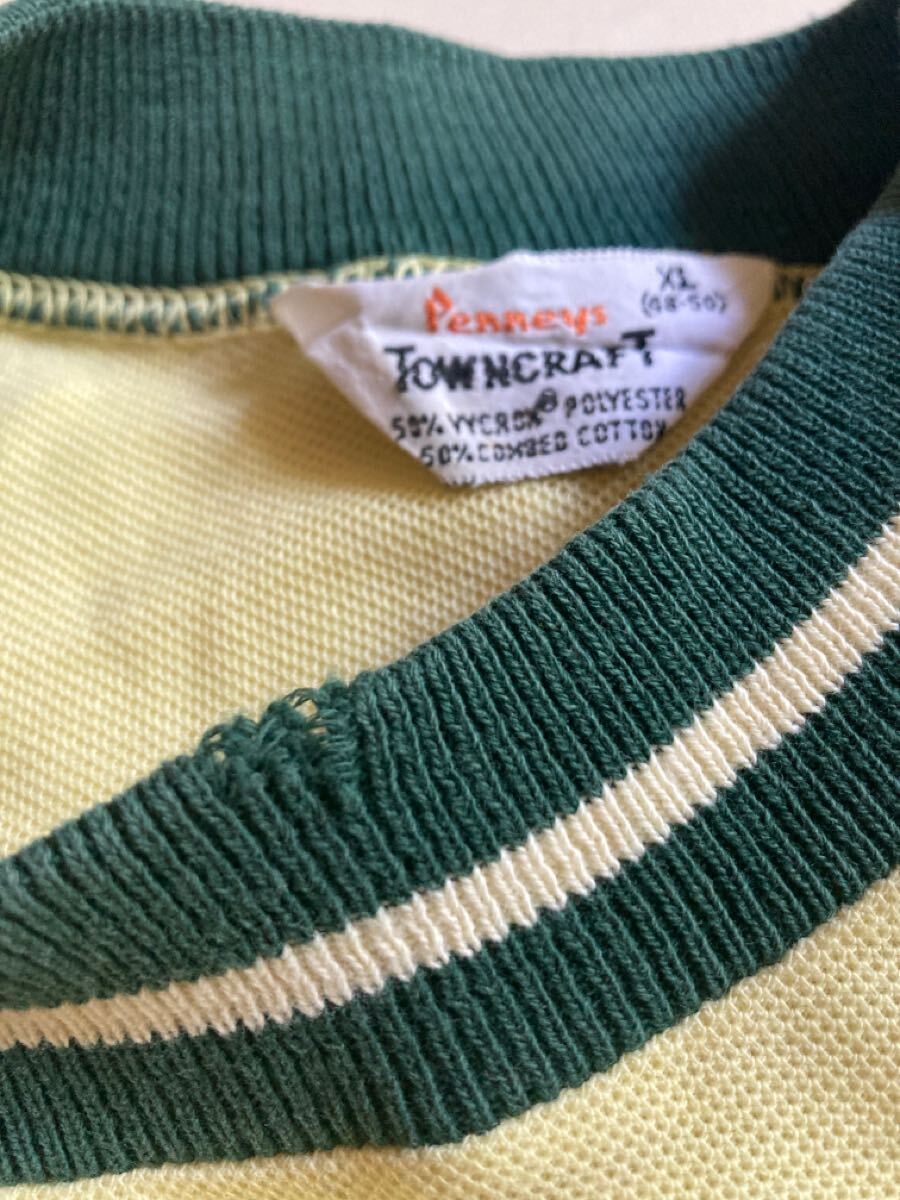 XL
(48-50)
Penneys
TOWNCRAFT
50% VYCRON® POLYESTER
50% COMBED COTTON